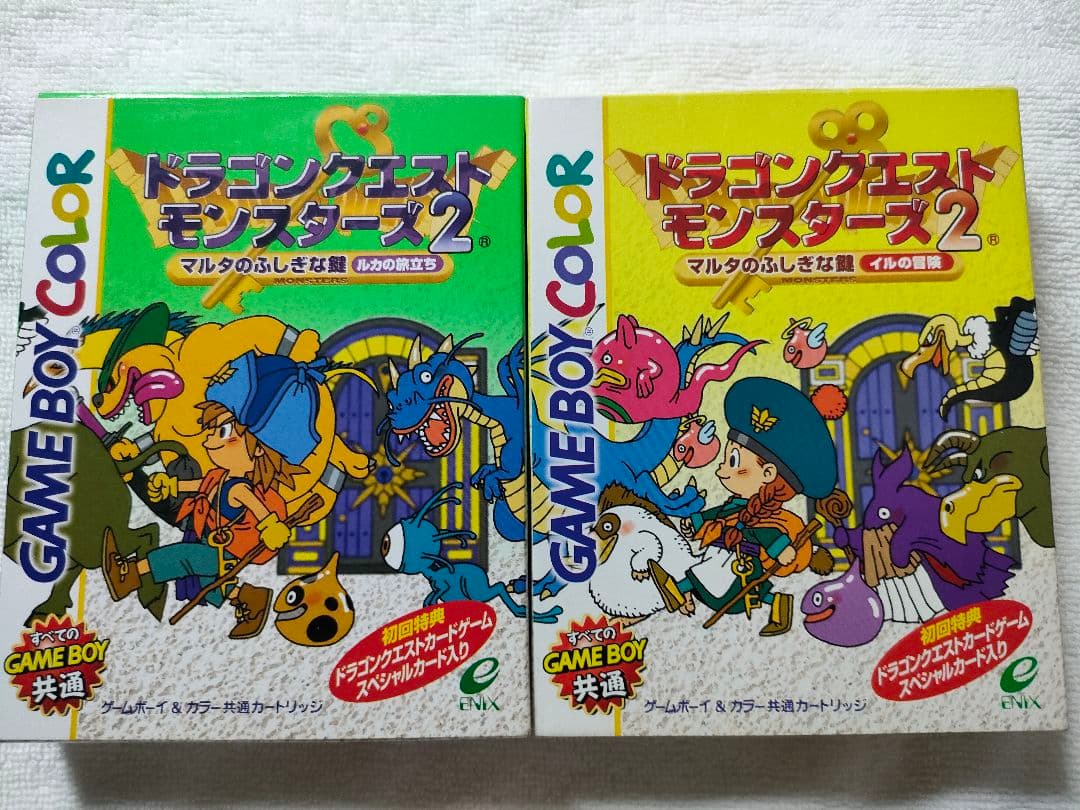 GAME BOY COLOR
ドラゴンクエスト
モンスターズ2
®
マルタのふしぎな鍵 ルカの旅立ち
MONSTERS
初回特典
ドラゴンクエストカードゲーム
スペシャルカード入り
すべての
GAME BOY
共通
ゲームボーイ&カラー共通カートリッジ
e
ENIX
GAME BOY COLOR
ドラゴンクエスト
モンスターズ2
®
マルタのふしぎな鍵 イルの冒険
MONSTERS
初回特典
ドラゴンクエストカードゲーム
スペシャルカード入り
すべての
GAME BOY
共通
ゲームボーイ&カラー共通カートリッジ
e
ENIX